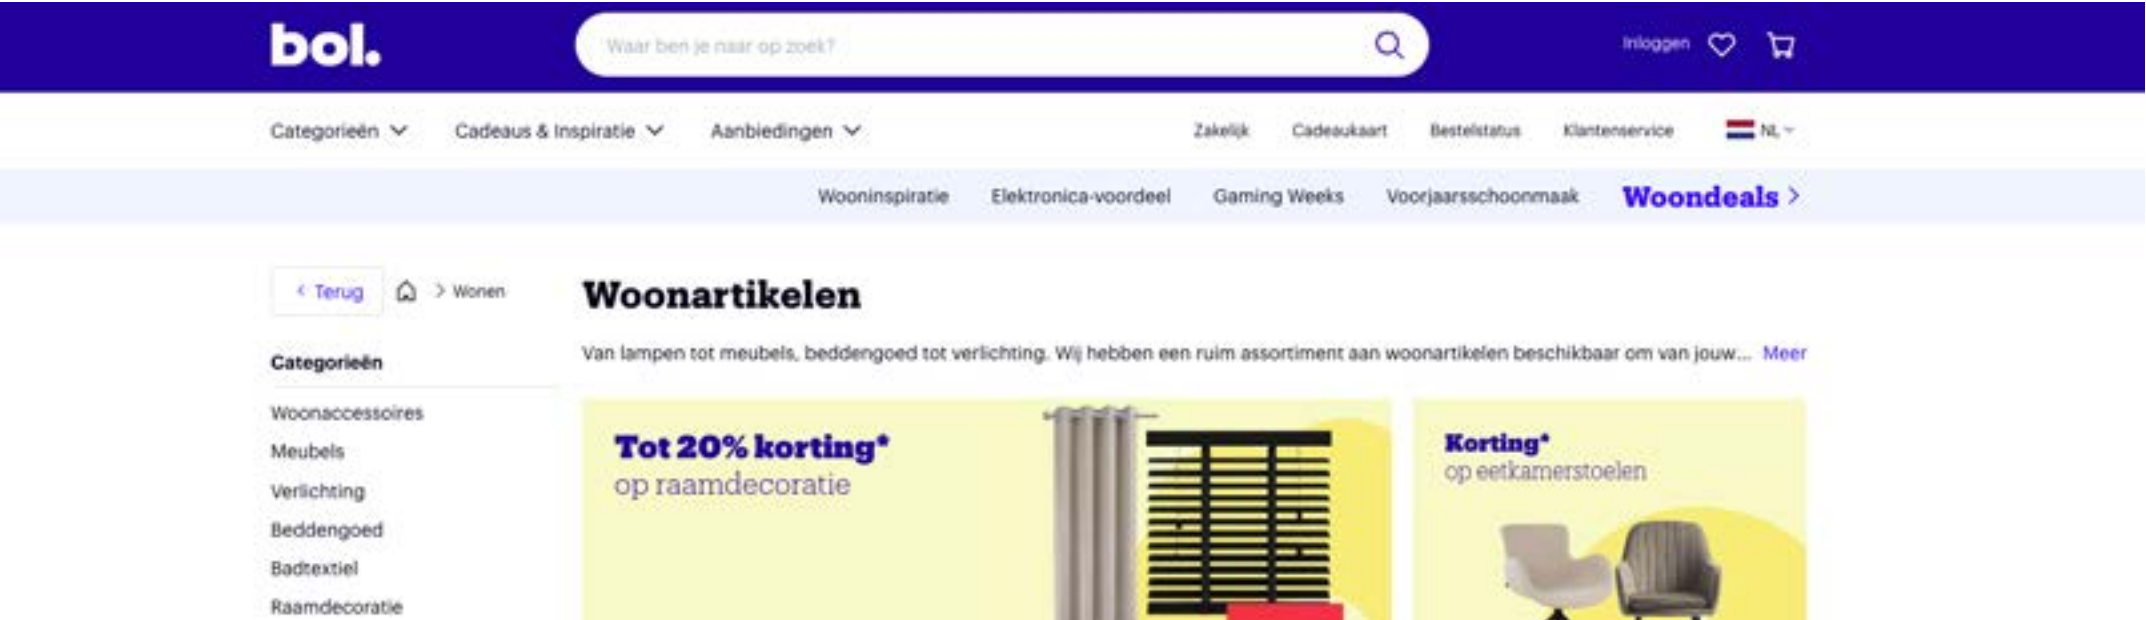 bol.
Waar ben je naar op zoek?
Inloggen
Categorieën Cadeaus & Inspiratie Aanbiedingen Zakelijk Cadeaukaart Bestelstatus Klantenservice NL
Wooninspiratie Elektronica-voordeel Gaming Weeks Voorjaarsschoonmaak Woondeals >
< Terug > Wonen
Woonartikelen
Van lampen tot meubels, beddengoed tot verlichting. Wij hebben een ruim assortiment aan woonartikelen beschikbaar om van jouw... Meer
Categorieën
Woonaccessoires
Meubels
Verlichting
Beddengoed
Badtextiel
Raamdecoratie
Tot 20% korting*
op raamdecoratie
Korting*
op eetkamerstoelen